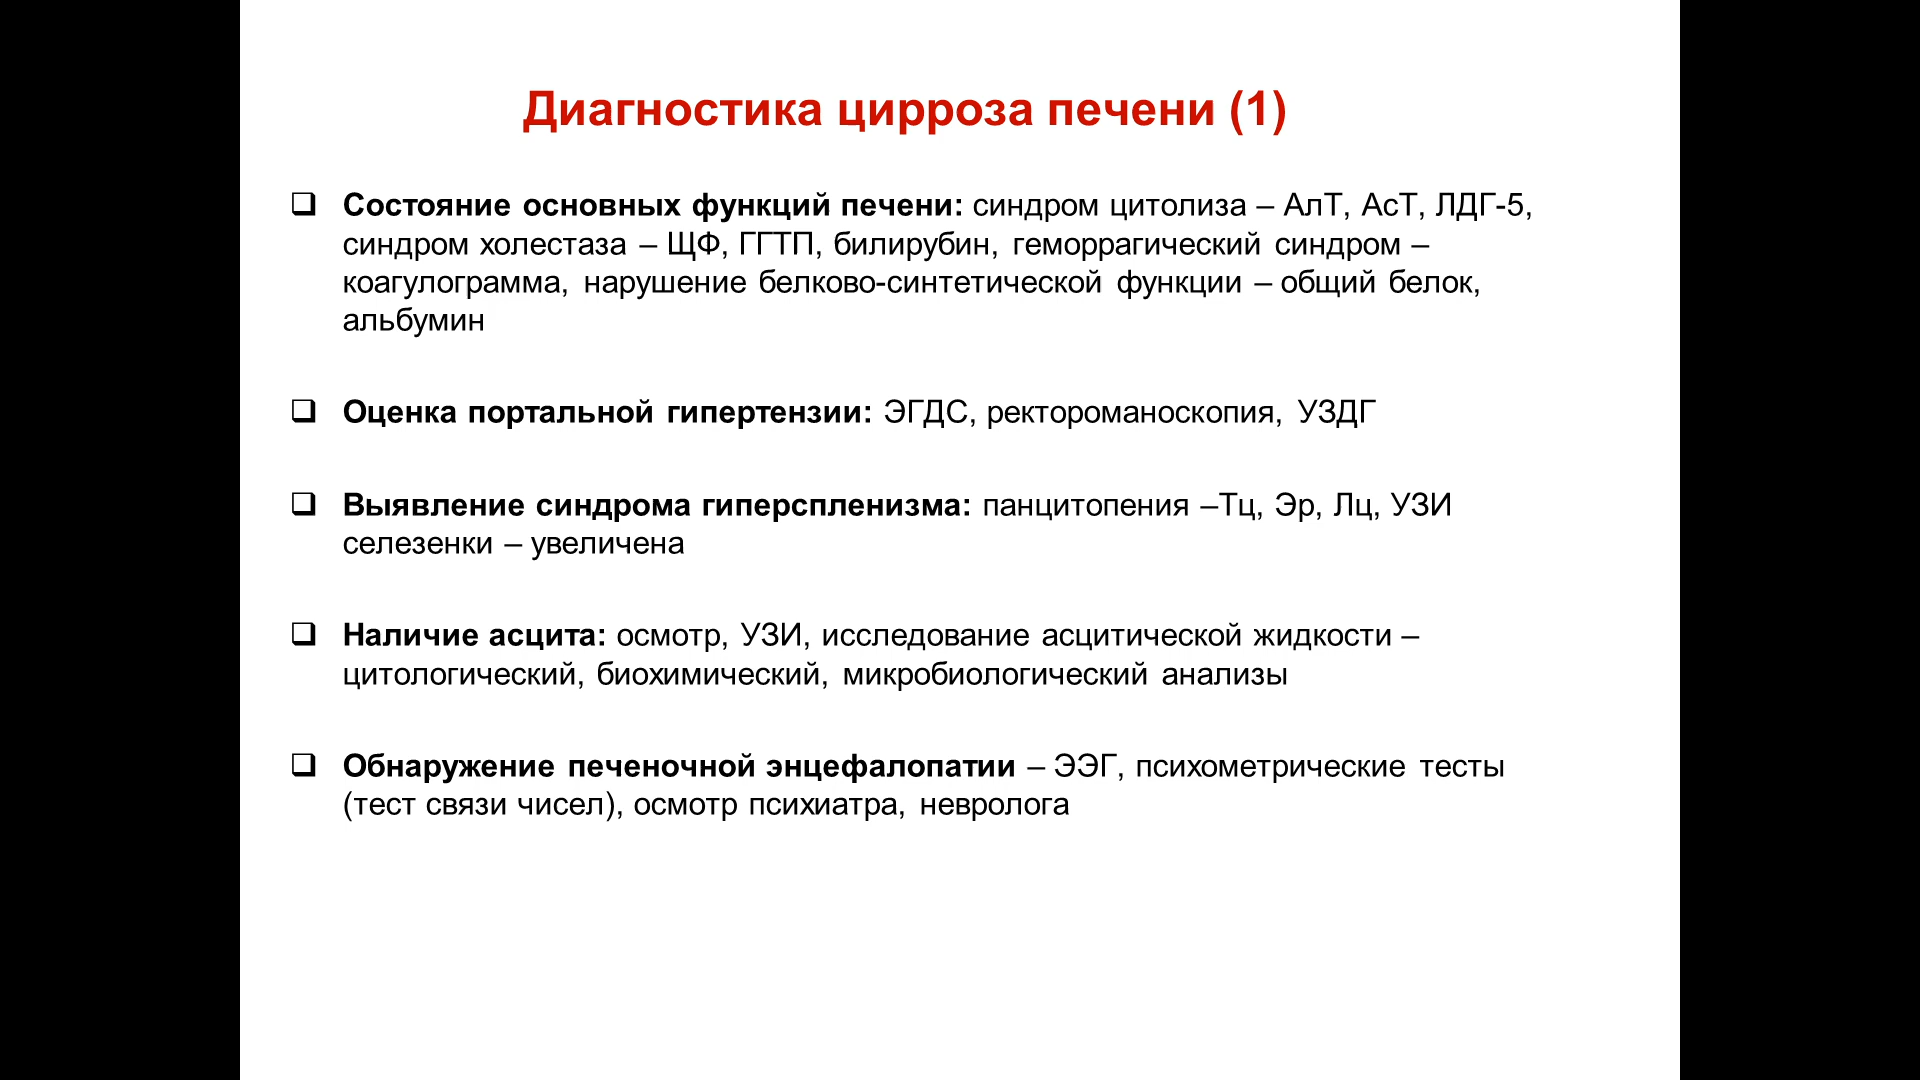 Диагностика цирроза печени (1)
❑ Состояние основных функций печени: синдром цитолиза – АлТ, АсТ, ЛДГ-5,
синдром холестаза – ЩФ, ГГТП, билирубин, геморрагический синдром –
коагулограмма, нарушение белково-синтетической функции – общий белок,
альбумин
❑ Оценка портальной гипертензии: ЭГДС, ректороманоскопия, УЗДГ
❑ Выявление синдрома гиперспленизма: панцитопения –Тц, Эр, Лц, УЗИ
селезенки – увеличена
❑ Наличие асцита: осмотр, УЗИ, исследование асцитической жидкости –
цитологический, биохимический, микробиологический анализы
❑ Обнаружение печеночной энцефалопатии – ЭЭГ, психометрические тесты
(тест связи чисел), осмотр психиатра, невролога